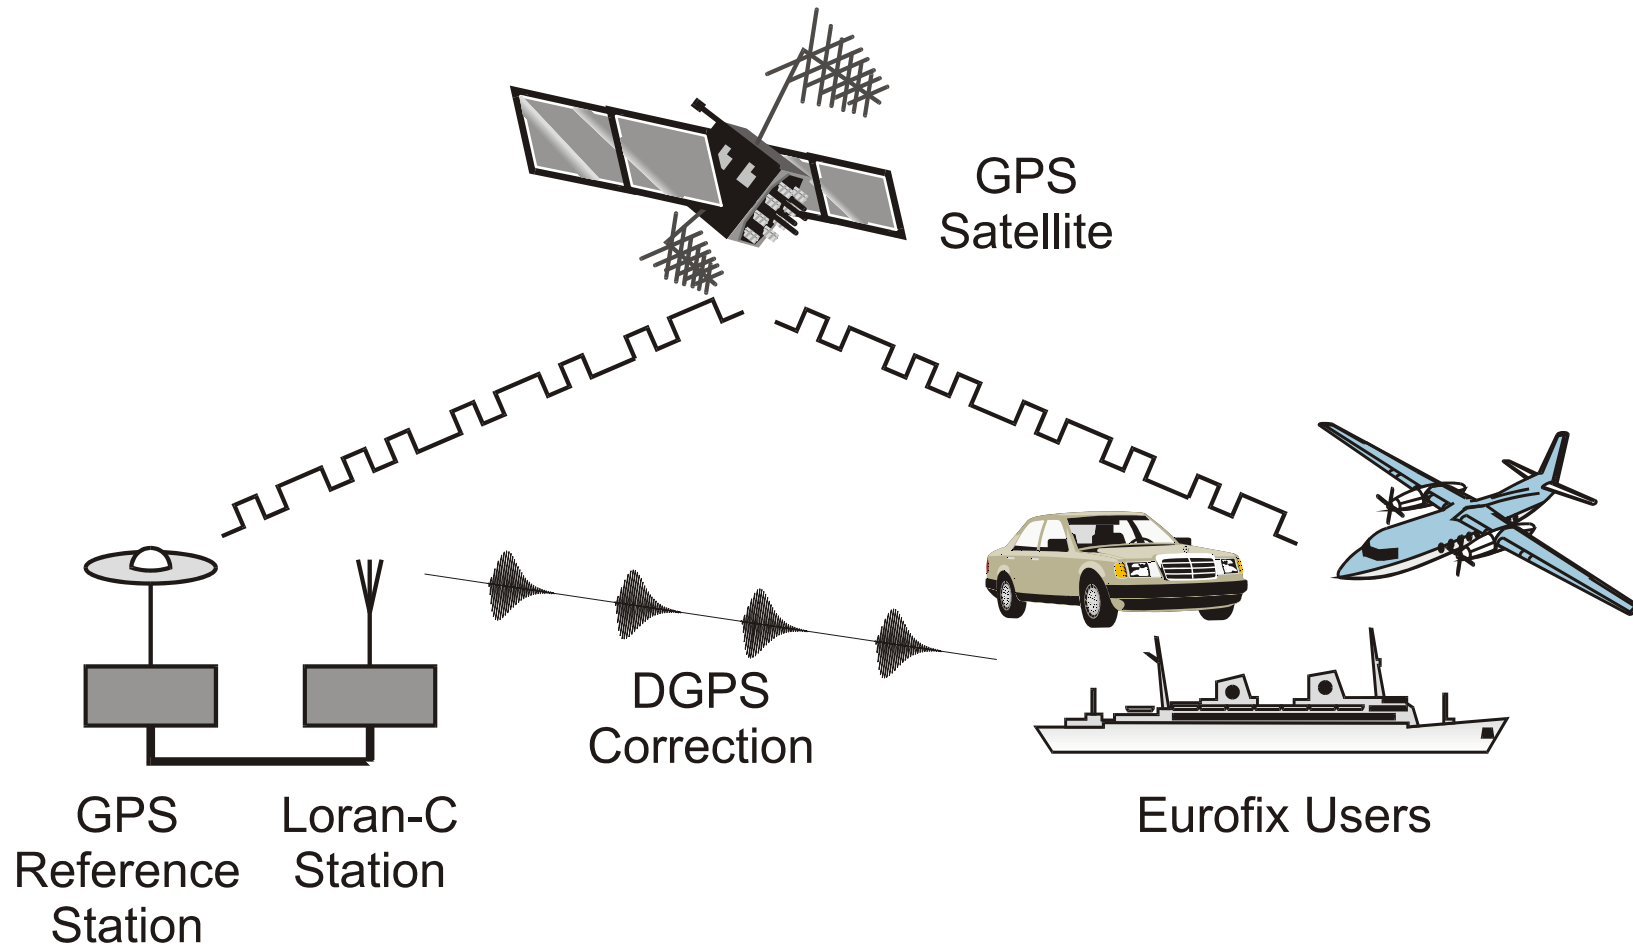 GPS
Satellite
DGPS
Correction
GPS
Reference
Station
Loran-C
Station
Eurofix Users